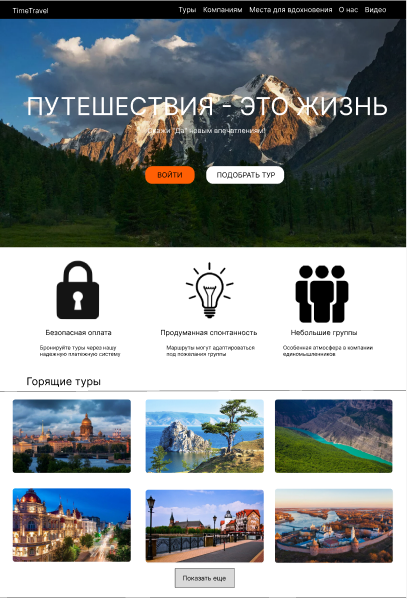 TimeTravel
Туры Компаниям Места для вдохновения О нас Видео
ПУТЕШЕСТВИЯ - ЭТО ЖИЗНЬ
Скажи "Да" новым впечатлениям!
ВОЙТИ
ПОДОБРАТЬ ТУР
Безопасная оплата
Бронируйте туры через нашу
надежную платежную систему
Продуманная спонтанность
Маршруты могут адаптироваться
под пожелания группы
Небольшие группы
Особенная атмосфера в компании
единомышленников
Горящие туры
Показать еще